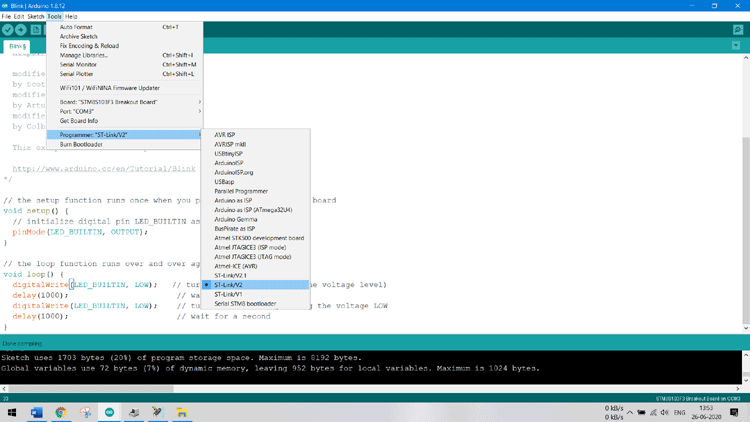 Blink | Arduino 1.8.12
File Edit Sketch Tools Help
Blink §
Auto Format Ctrl+T
Archive Sketch
Fix Encoding & Reload
Manage Libraries... Ctrl+Shift+I
Serial Monitor Ctrl+Shift+M
Serial Plotter Ctrl+Shift+L
WiFi101 / WiFiNINA Firmware Updater
Board: "STM8S103F3 Breakout Board"
Port: "COM3"
Get Board Info
Programmer: "ST-Link/V2"
Burn Bootloader
AVR ISP
AVRISP mkII
USBtinyISP
ArduinoISP
ArduinoISP.org
USBasp
Parallel Programmer
Arduino as ISP
Arduino as ISP (ATmega32U4)
Arduino Gemma
BusPirate as ISP
Atmel STK500 development board
Atmel JTAGICE3 (ISP mode)
Atmel JTAGICE3 (JTAG mode)
Atmel-ICE (AVR)
ST-Link/V2.1
ST-Link/V2
ST-Link/V1
Serial STM8 bootloader
modifie
by Scot
modifie
by Artu
modifie
by Colb
This ex
http://www.arduino.cc/en/Tutorial/Blink
*/
// the setup function runs once when you p board
void setup() {
// initialize digital pin LED_BUILTIN as
pinMode(LED_BUILTIN, OUTPUT);
}
// the loop function runs over and over aga
void loop() {
digitalWrite(LED_BUILTIN, LOW); // tur he voltage level)
delay(1000); // wa
digitalWrite(LED_BUILTIN, LOW); // tu g the voltage LOW
delay(1000); // wait for a second
}
Done compiling.
Sketch uses 1703 bytes (20%) of program storage space. Maximum is 8192 bytes.
Global variables use 72 bytes (7%) of dynamic memory, leaving 952 bytes for local variables. Maximum is 1024 bytes.
33 STM8S103F3 Breakout Board on COM3
0 kB/s
0 kB/s
ENG
13:53
26-06-2020